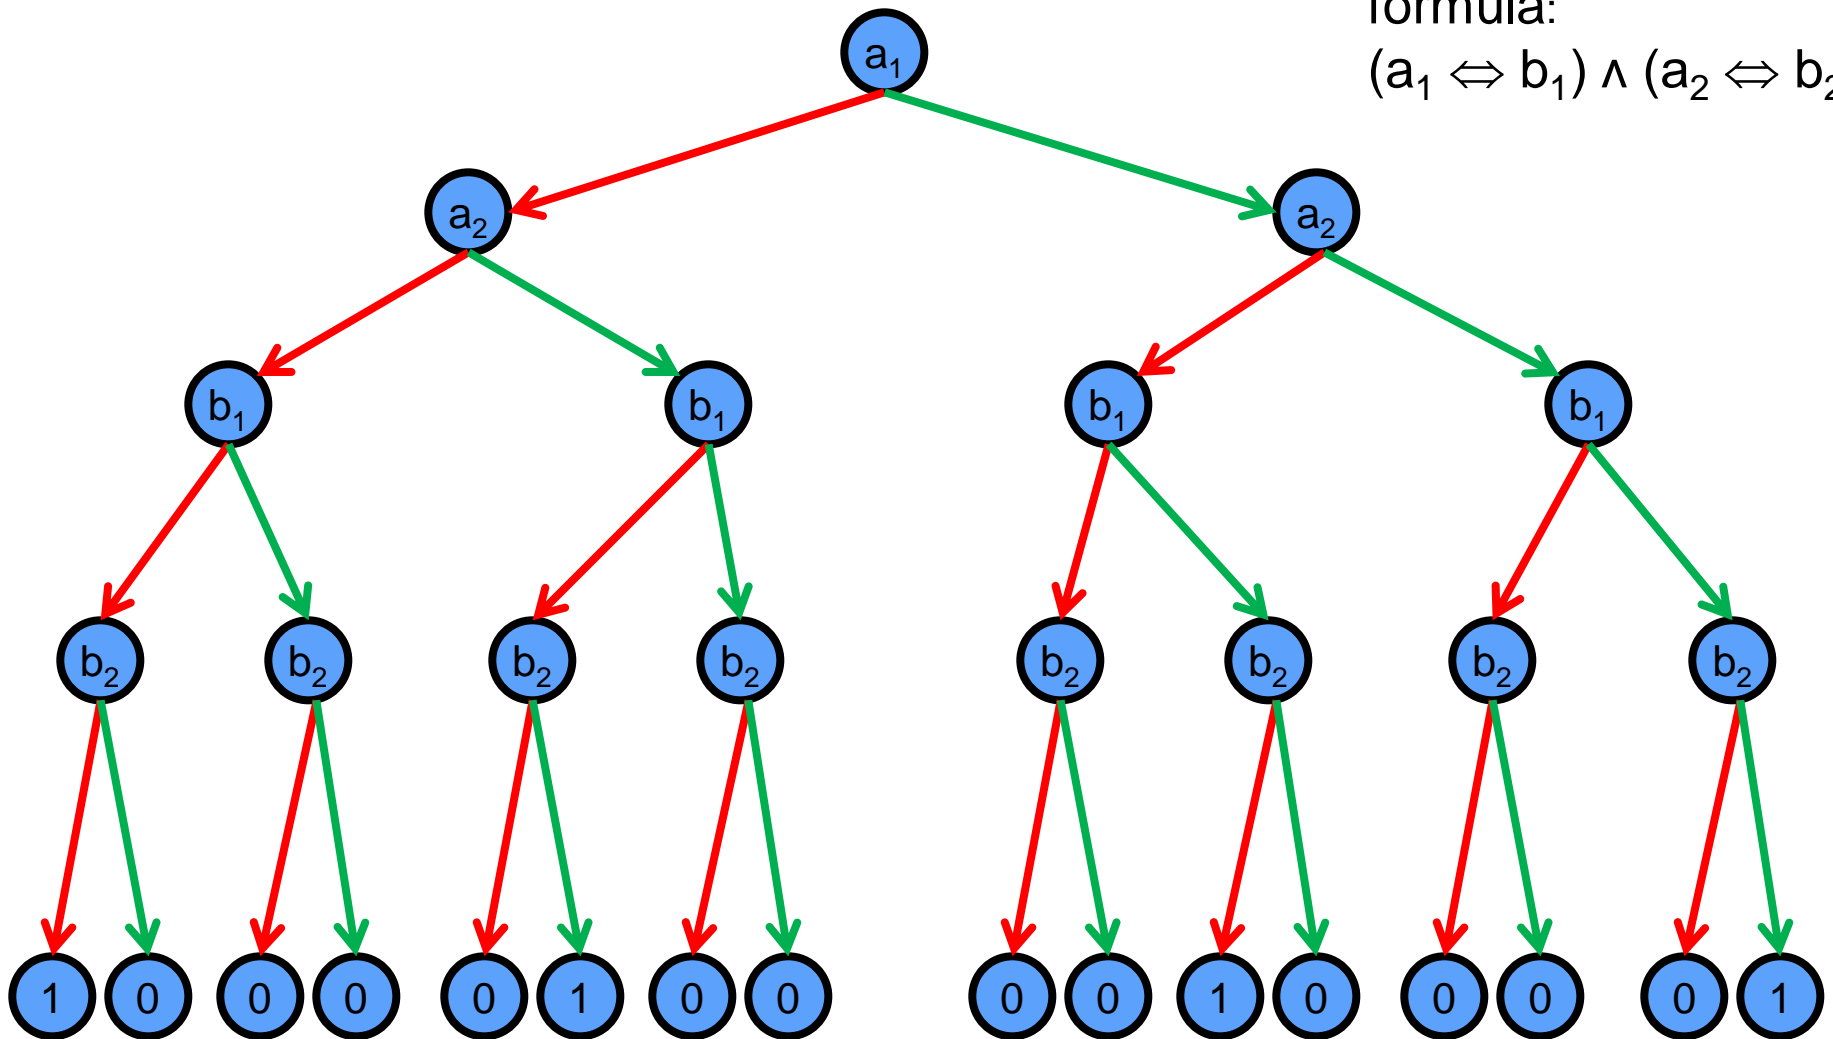 formula:
(a₁ ⇔ b₁) ∧ (a₂ ⇔ b₂
a₁
a₂ a₂
b₁ b₁ b₁ b₁
b₂ b₂ b₂ b₂ b₂ b₂ b₂ b₂
1 0 0 0 0 1 0 0 0 0 1 0 0 0 0 1